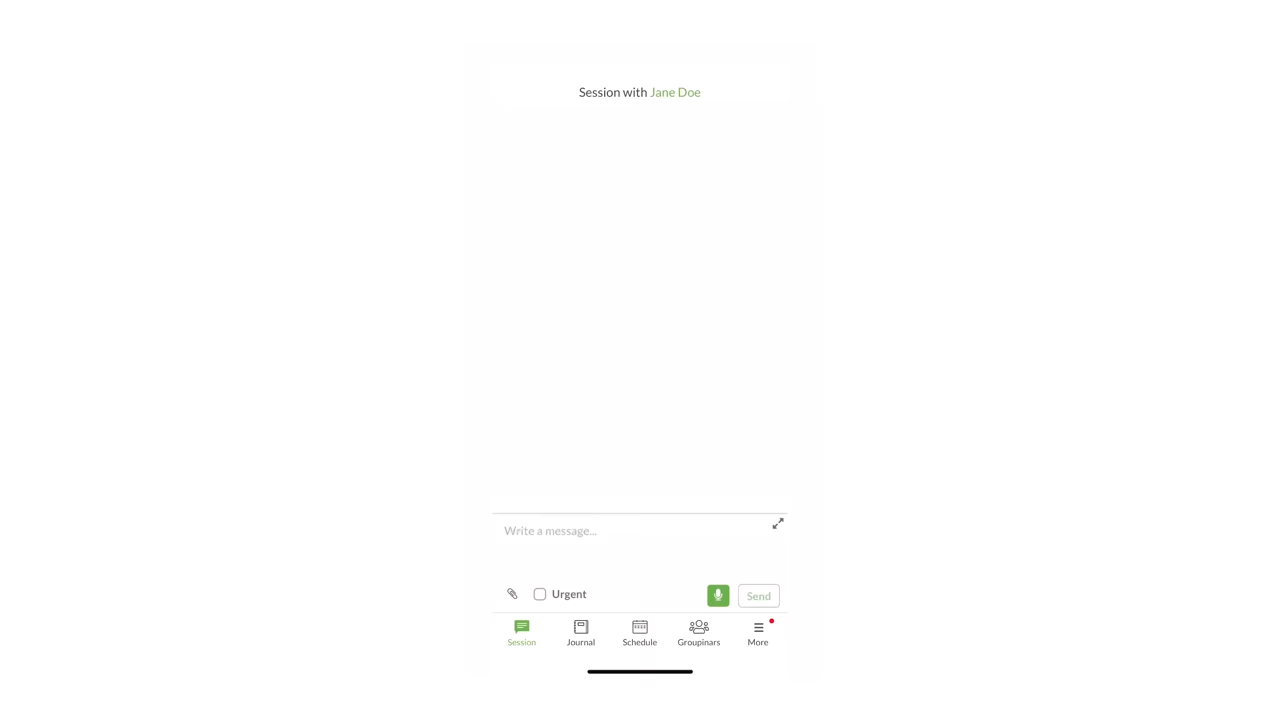 Session with Jane Doe
Write a message...
Urgent
Send
Session
Journal
Schedule
Groupinars
More